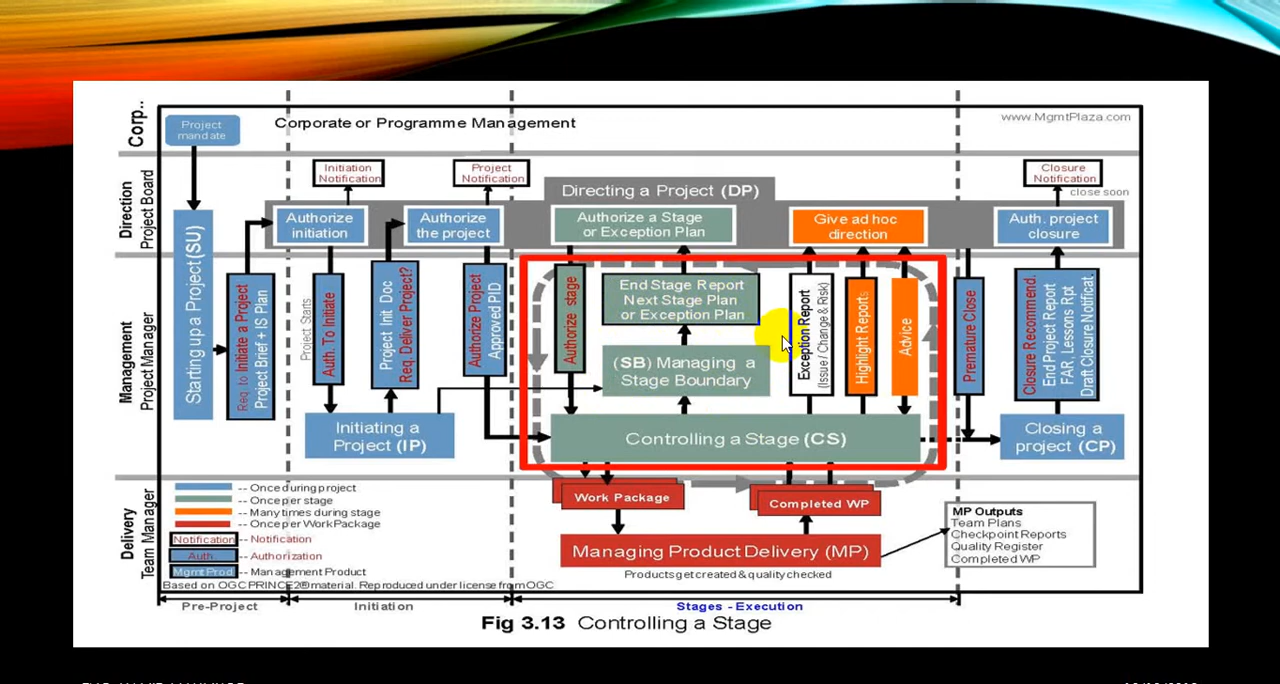 Corp..
Project
mandate
Corporate or Programme Management
www.MgmtPlaza.com
Direction
Project Board
Initiation
Notification
Project
Notification
Directing a Project (DP)
Closure
Notification
close soon
Authorize
initiation
Authorize
the project
Authorize a Stage
or Exception Plan
Give ad hoc
direction
Auth. project
closure
Management
Project Manager
Starting up a Project (SU)
Req. to Initiate a Project
Project Brief - IS Plan
Project Starts
Auth. To Initiate
Project Init Doc
Req. Deliver Project?
Authorize Project
Approved PID
Authorize stage
End Stage Report
Next Stage Plan
or Exception Plan
(SB) Managing a
Stage Boundary
Exception Report
(Issue / Change & Risk)
Highlight Reports
Advice
Premature Close
Closure Recommend.
End Project Report
FAR, Lessons Rpt
Draft Closure Notificat.
Initiating a
Project (IP)
Controlling a Stage (CS)
Closing a
project (CP)
Delivery
Team Manager
-- Once during project
-- Once per stage
-- Many times during stage
-- Once per WorkPackage
Notification -- Notification
Auth. -- Authorization
Mgmt Prod -- Management Product
Based on OGC PRINCE2® material. Reproduced under license from OGC
Work Package
Completed WP
Managing Product Delivery (MP)
Products get created & quality checked
MP Outputs
Team Plans
Checkpoint Reports
Quality Register
Completed WP
Pre-Project
Initiation
Stages - Execution
Fig 3.13 Controlling a Stage